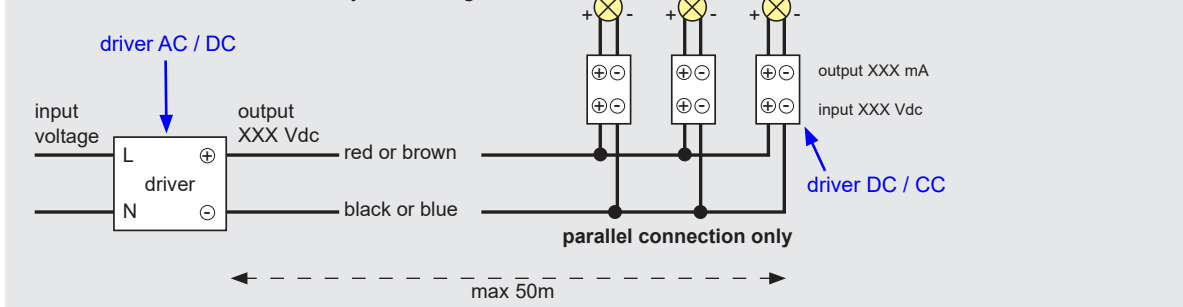 + - + - + -
driver AC / DC
+ - + - + -
output XXX mA
input
voltage
output
XXX Vdc
+ - + - + -
input XXX Vdc
L +
red or brown
driver
driver DC / CC
N -
black or blue
parallel connection only
max 50m